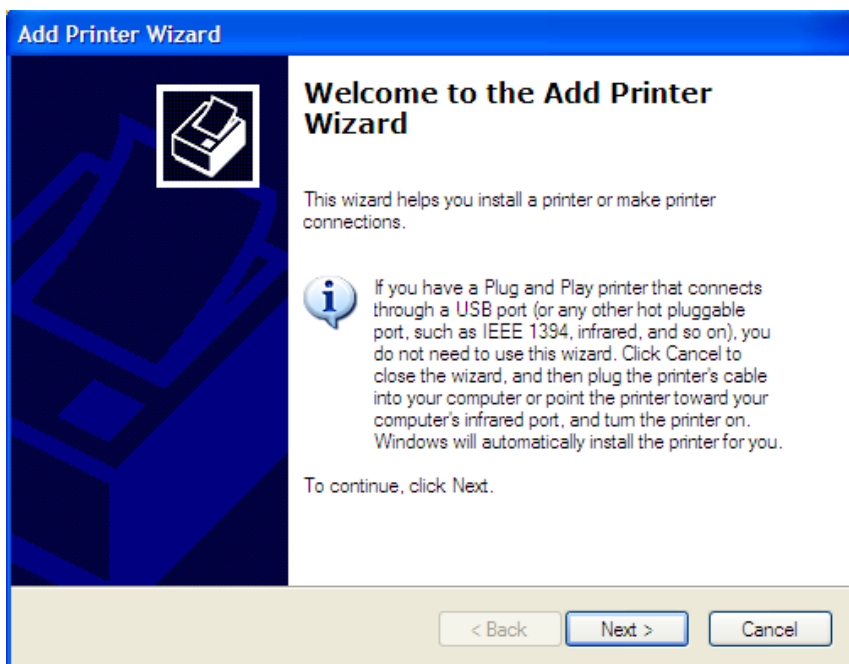 Add Printer Wizard
Welcome to the Add Printer
Wizard
This wizard helps you install a printer or make printer
connections.
If you have a Plug and Play printer that connects
through a USB port (or any other hot pluggable
port, such as IEEE 1394, infrared, and so on), you
do not need to use this wizard. Click Cancel to
close the wizard, and then plug the printer's cable
into your computer or point the printer toward your
computer's infrared port, and turn the printer on.
Windows will automatically install the printer for you.
To continue, click Next.
< Back Next > Cancel